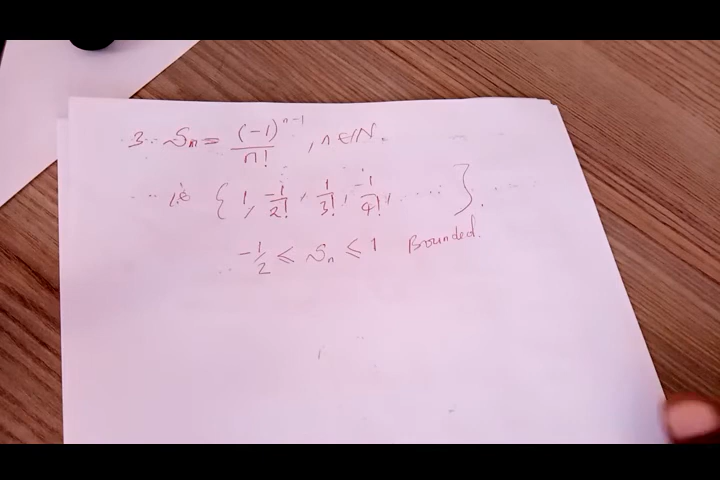 3. Sn = (-1)^{n-1} / n! , n ∈ N.
i.e {1, -1/2!, 1/3!, -1/4!, ......}.
-1/2 ≤ Sn ≤ 1 Bounded.